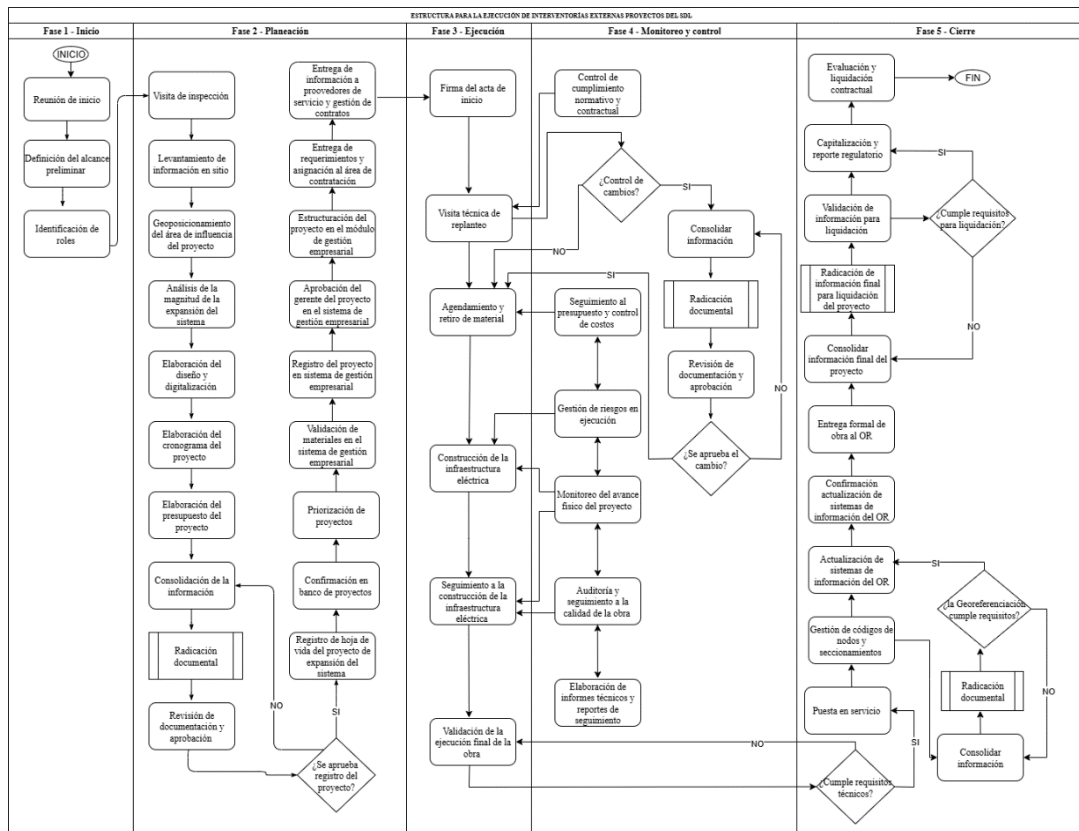 ESTRUCTURA PARA LA EJECUCIÓN DE INTERVENTORÍAS EXTERNAS PROYECTOS DEL SDL
Fase 1 - Inicio
Fase 2 - Planeación
Fase 3 - Ejecución
Fase 4 - Monitoreo y control
Fase 5 - Cierre
INICIO
Reunión de inicio
Definición del alcance
preliminar
Identificación de
roles
Visita de inspección
Levantamiento de
información en sitio
Geoposicionamiento
del área de influencia
del proyecto
Análisis de la
magnitud de la
expansión del
sistema
Elaboración del
diseño y
digitalización
Elaboración del
cronograma del
proyecto
Elaboración del
presupuesto del
proyecto
Consolidación de la
información
Radicación
documental
Revisión de
documentación y
aprobación
¿Se aprueba
registro del
proyecto?
NO
SI
Registro de hoja de
vida del proyecto de
expansión del
sistema
Confirmación en
banco de proyectos
Priorización de
proyectos
Validación de
materiales en el
sistema de gestión
empresarial
Registro del proyecto
en sistema de gestión
empresarial
Aprobación del
gerente del proyecto
en el sistema de
gestión empresarial
Estructuración del
proyecto en el módulo
de gestión
empresarial
Entrega de
requerimientos y
asignación al área de
contratación
Entrega de
información a
proovedores de
servicio y gestión de
contratos
Firma del acta de
inicio
Visita técnica de
replanteo
Agendamiento y
retiro de material
Construcción de la
infraestructura
eléctrica
Seguimiento a la
construcción de la
infraestructura
eléctrica
Validación de la
ejecución final de la
obra
Control de
cumplimiento
normativo y
contractual
¿Control de
cambios?
SI
NO
Consolidar
información
Radicación
documental
Revisión de
documentación y
aprobación
¿Se aprueba el
cambio?
SI
NO
Seguimiento al
presupuesto y control
de costos
Gestión de riesgos en
ejecución
Monitoreo del avance
físico del proyecto
Auditoría y
seguimiento a la
calidad de la obra
Elaboración de
informes técnicos y
reportes de
seguimiento
¿Cumple requisitos
técnicos?
NO
SI
Puesta en servicio
Gestión de códigos de
nodos y
seccionamientos
Consolidar
información
Radicación
documental
¿la Georeferenciación
cumple requisitos?
SI
NO
Actualización de
sistemas de
información del OR
Confirmación
actualización de
sistemas de
información del OR
Entrega formal de
obra al OR
Consolidar
información final del
proyecto
Radicación de
información final
para liquidación
del proyecto
Validación de
información para
liquidación
¿Cumple requisitos
para liquidación?
SI
NO
Capitalización y
reporte regulatorio
Evaluación y
liquidación
contractual
FIN